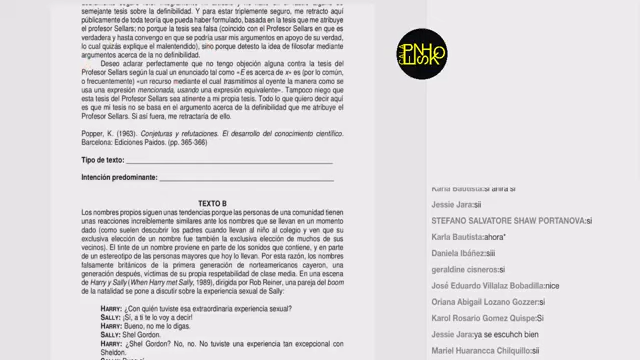 semejante tesis sobre la definibilidad. Y para estar triplemente seguro, me retracto aquí
públicamente de toda teoría que pueda haber formulado, basada en la tesis que me atribuye
el profesor Sellars; no porque la tesis sea falsa (coincido con el Profesor Sellars en que es
verdadera y hasta convengo en que se podría usar mis argumentos en apoyo de su verdad,
lo cual quizás explique el malentendido), sino porque detesto la idea de filosofar mediante
argumentos acerca de la no definibilidad.
Deseo aclarar perfectamente que no tengo objeción alguna contra la tesis del
Profesor Sellars según la cual un enunciado tal como «E es acerca de x» es (por lo común,
o frecuentemente) «un recurso mediante el cual trasmitimos al oyente la manera como se
usa una expresión mencionada, usando una expresión equivalente». Tampoco niego que
esta tesis del Profesor Sellars sea atinente a mi propia tesis. Todo lo que quiero decir aquí
es que mi tesis no se basa en el argumento acerca de la definibilidad que me atribuye el
Profesor Sellars. Si así fuera, me retractaría de ello.
Popper, K. (1963). Conjeturas y refutaciones. El desarrollo del conocimiento científico.
Barcelona: Ediciones Paidos. (pp. 365-366)
Tipo de texto:
Intención predominante:
TEXTO B
Los nombres propios siguen unas tendencias porque las personas de una comunidad tienen
unas reacciones increíblemente similares ante los nombres que se llevan en un momento
dado (como suelen descubrir los padres cuando llevan al niño al colegio y ven que su
exclusiva elección de un nombre fue también la exclusiva elección de muchos de sus
vecinos). El tinte de un nombre proviene en parte de los sonidos que contiene, y en parte
de un estereotipo de las personas mayores que hoy lo llevan. Por esta razón, los nombres
falsamente británicos de la primera generación de norteamericanos cayeron, una
generación después, víctimas de su propia respetabilidad de clase media. En una escena
de Harry y Sally (When Harry met Sally, 1989), dirigida por Rob Reiner, una pareja del boom
de la natalidad se pone a discutir sobre la experiencia sexual de Sally:
HARRY: ¿Con quién tuviste esa extraordinaria experiencia sexual?
SALLY: ¡Sí, a ti te lo voy a decir!
HARRY: Bueno, no me lo digas.
SALLY: Shel Gordon.
HARRY: ¿Shel Gordon? No, no. No tuviste una experiencia tan excepcional con
Sheldon.
Karla Bautista:si ahira si
Jessie Jara:sii
STEFANO SALVATORE SHAW PORTANOVA:si
Karla Bautista:ahora*
Daniela Ibáñez:siii
geraldine cisneros:si
José Eduardo Villalaz Bobadilla:nice
Oriana Abigail Lozano Gozzer:si
Karol Rosario Gomez Quispe:Si
Jessie Jara:ya se escuhch bien
Mariel Huarancca Chilquillo:sii